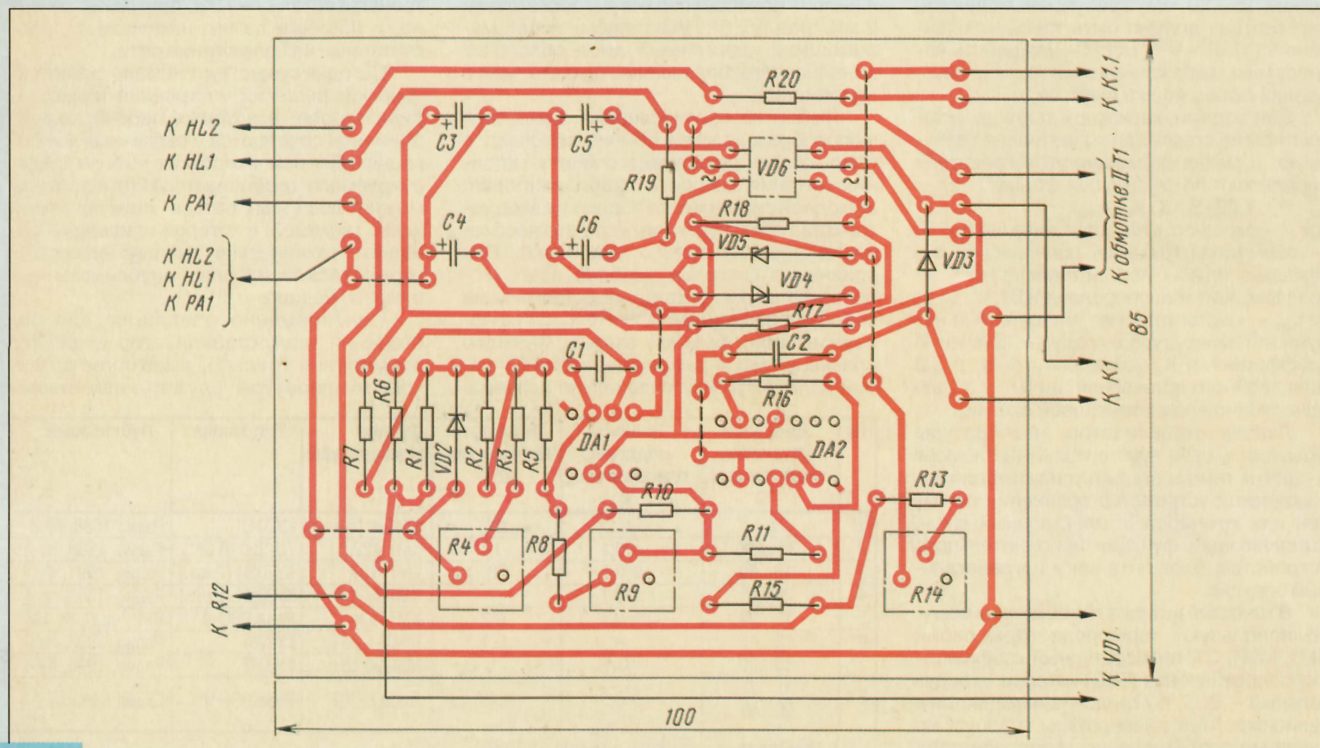 К HL2
К HL1
К PA1
К HL2
К HL1
К PA1
К R12
+
C3
C5
+
R19
~
VD6
~
R20
R18
+
C4
+
C6
VD5
VD4
R17
VD3
C1
C2
R16
R7
R6
R1
VD2
R2
R3
R5
DA1
DA2
R10
R13
R4
R8
R9
R11
R15
R14
К K1.1
К обмотке II T1
К K1
К VD1
85
100